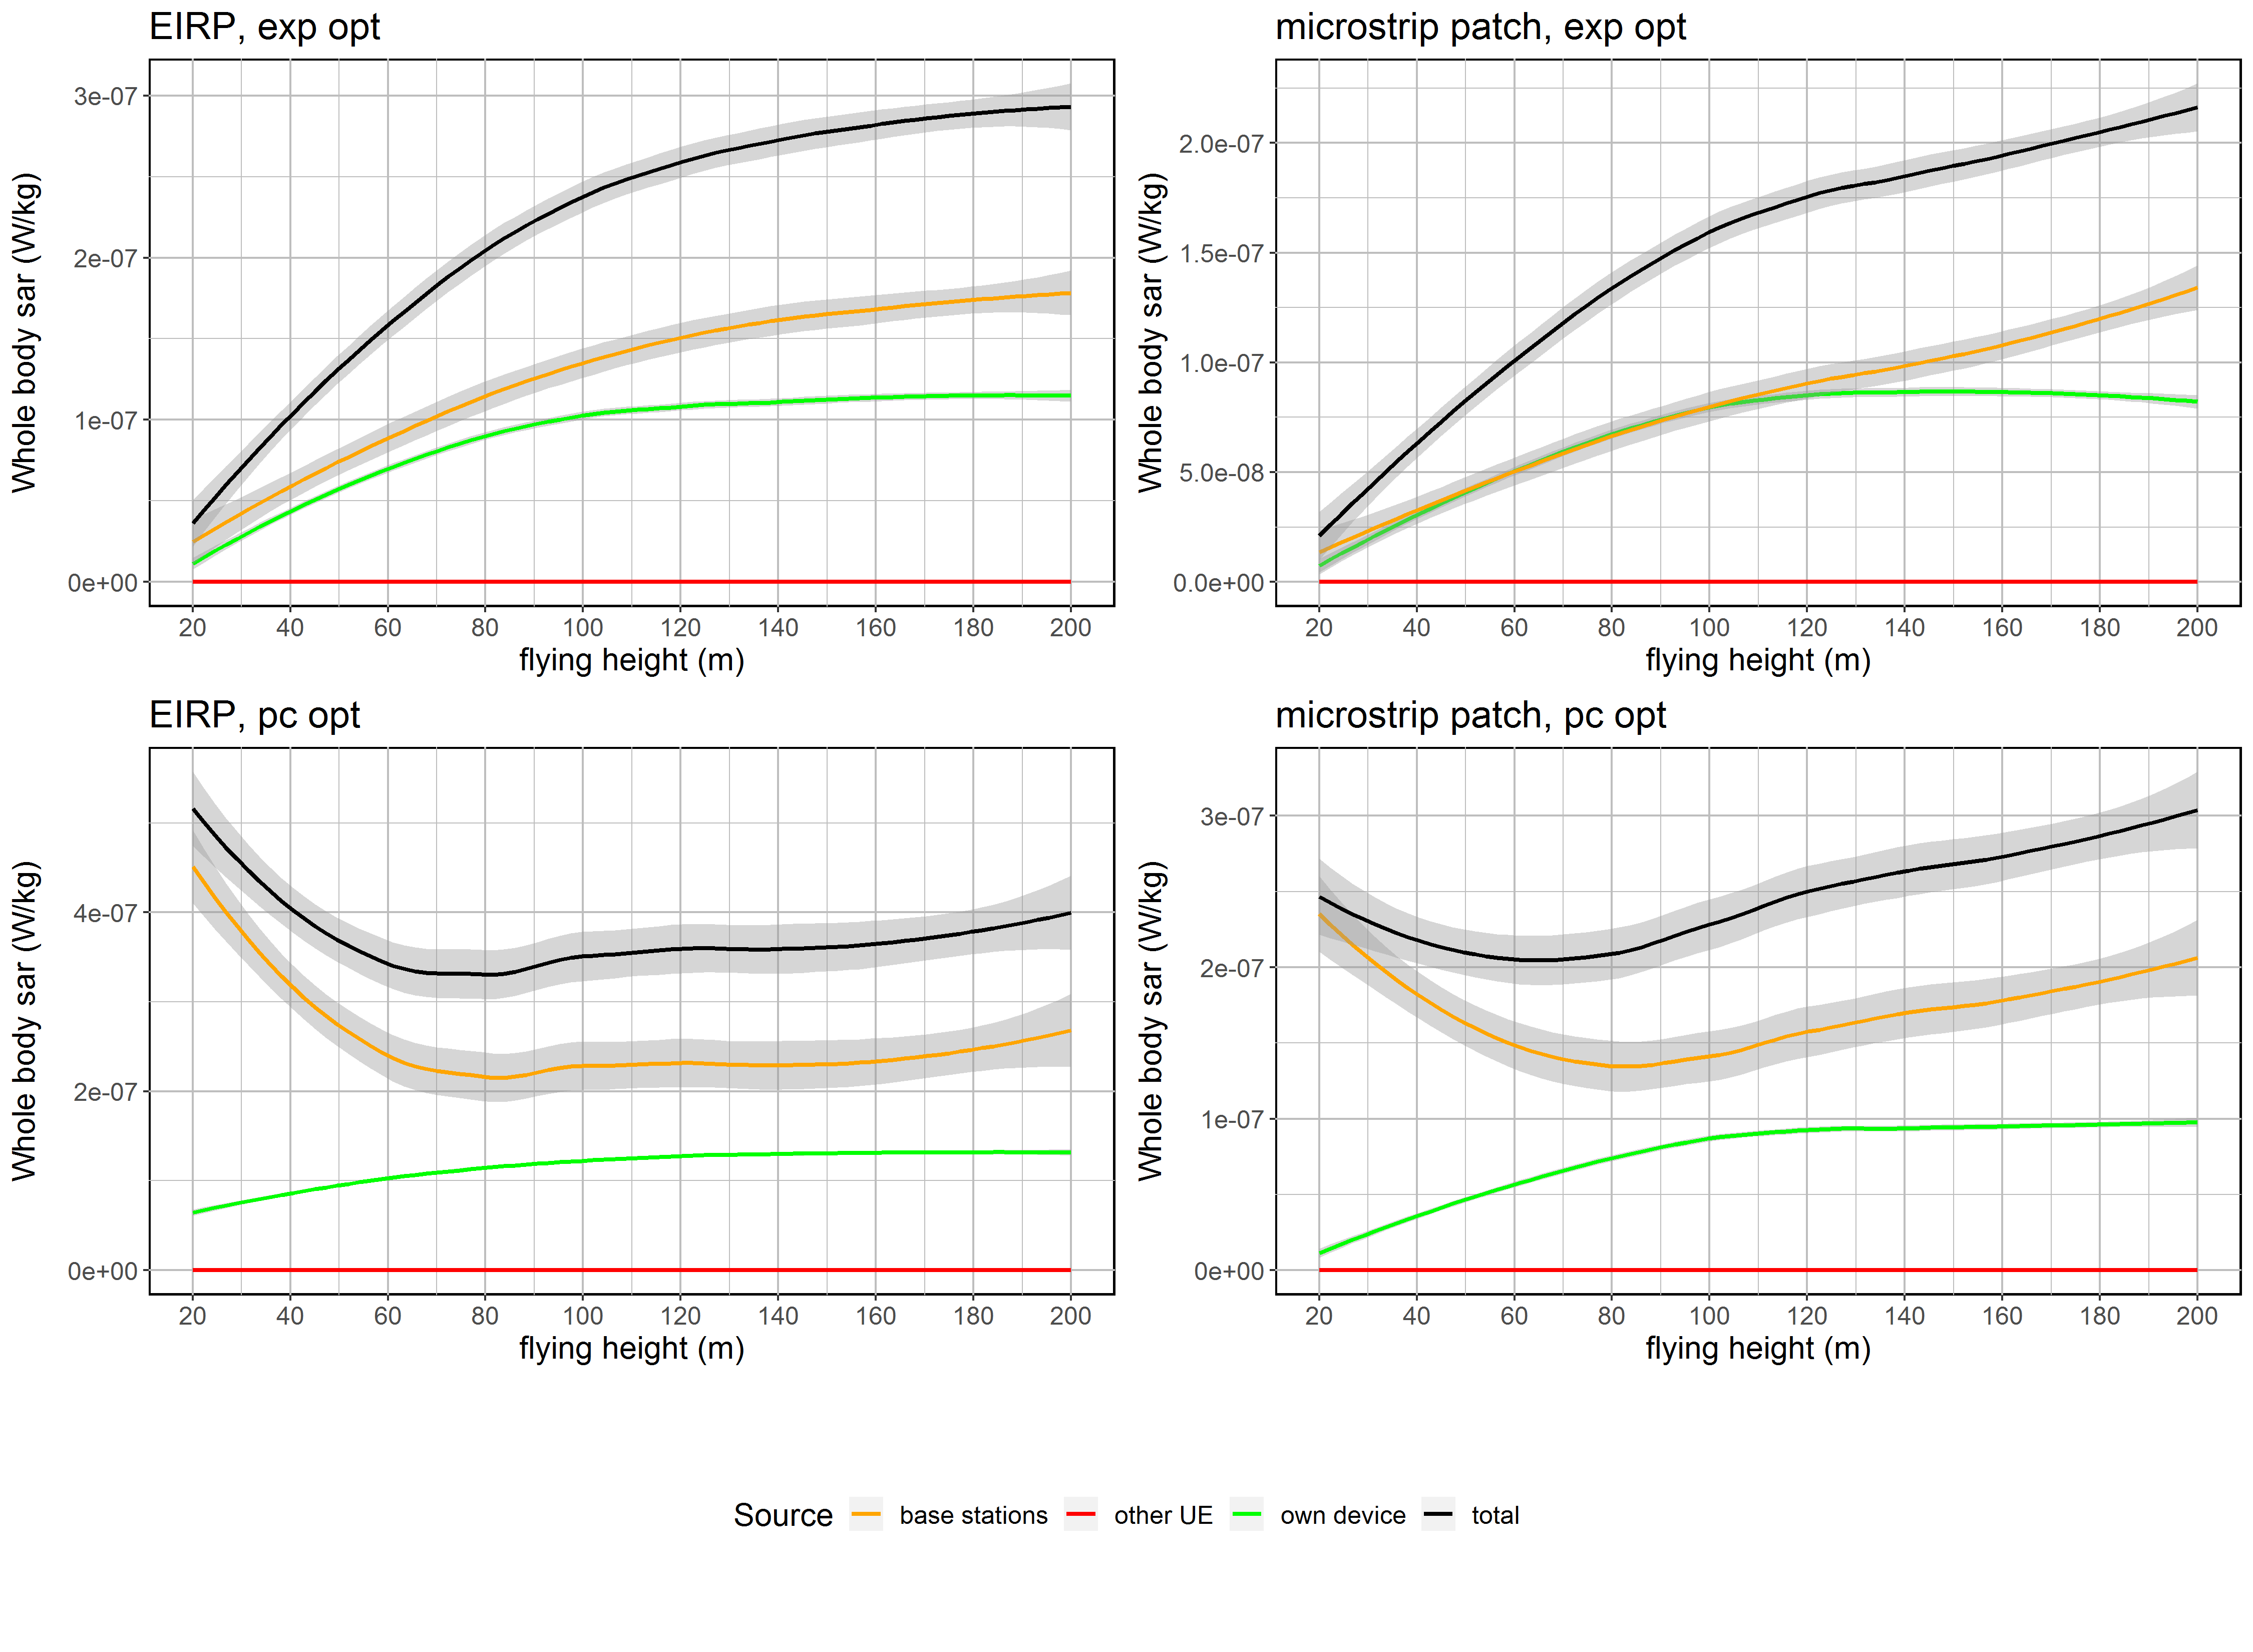 EIRP, exp opt
Whole body sar (W/kg)
3e-07
2e-07
1e-07
0e+00
20 40 60 80 100 120 140 160 180 200
flying height (m)
microstrip patch, exp opt
Whole body sar (W/kg)
2.0e-07
1.5e-07
1.0e-07
5.0e-08
0.0e+00
20 40 60 80 100 120 140 160 180 200
flying height (m)
EIRP, pc opt
Whole body sar (W/kg)
4e-07
2e-07
0e+00
20 40 60 80 100 120 140 160 180 200
flying height (m)
microstrip patch, pc opt
Whole body sar (W/kg)
3e-07
2e-07
1e-07
0e+00
20 40 60 80 100 120 140 160 180 200
flying height (m)
Source base stations other UE own device total